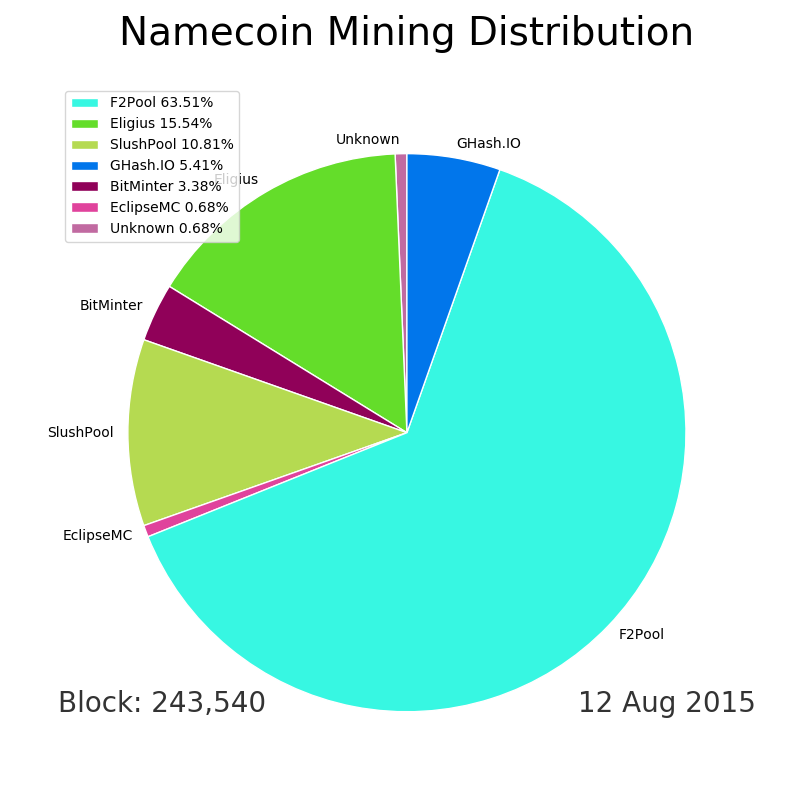 Namecoin Mining Distribution
F2Pool 63.51%
Eligius 15.54%
SlushPool 10.81%
GHash.IO 5.41%
BitMinter 3.38%
EclipseMC 0.68%
Unknown 0.68%
Unknown
GHash.IO
Eligius
BitMinter
SlushPool
EclipseMC
F2Pool
Block: 243,540
12 Aug 2015